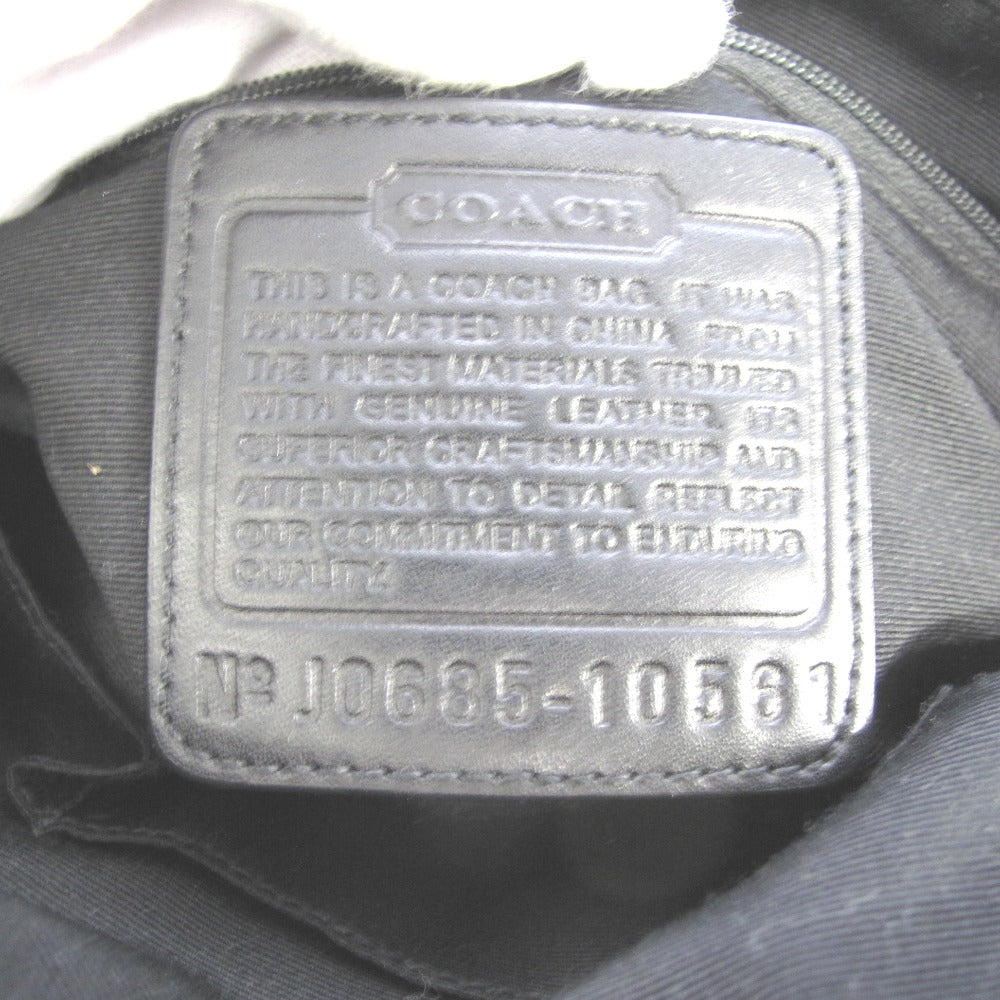 COACH
THIS IS A COACH BAG. IT WAS
HANDCRAFTED IN CHINA FROM
THE FINEST MATERIALS TRIMMED
WITH GENUINE LEATHER. ITS
SUPERIOR CRAFTSMANSHIP AND
ATTENTION TO DETAIL REFLECT
OUR COMMITMENT TO ENDURING
QUALITY.
Nº J0685-10561